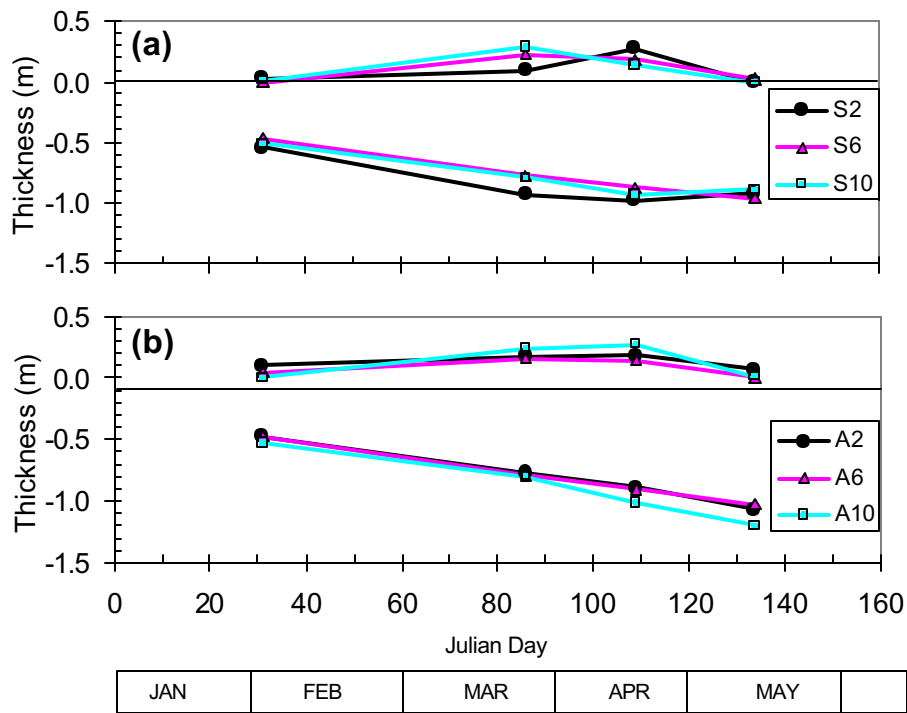 (a)
Thickness (m)
0.5
0.0
-0.5
-1.0
-1.5
S2
S6
S10
(b)
Thickness (m)
0.5
0.0
-0.5
-1.0
-1.5
A2
A6
A10
0 20 40 60 80 100 120 140 160
Julian Day
JAN FEB MAR APR MAY